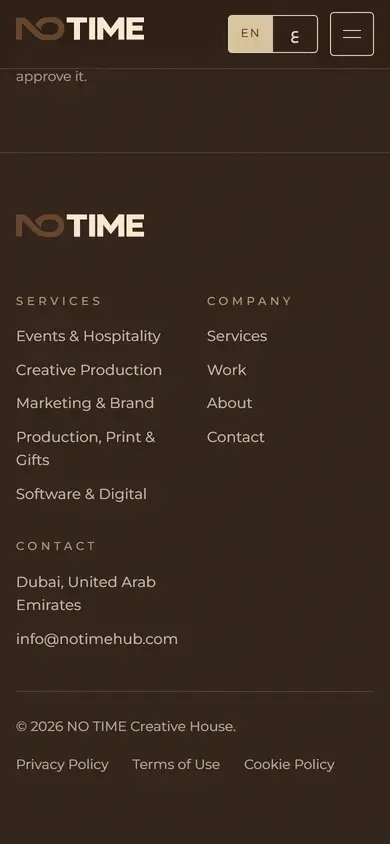 NOTIME
EN
ع
approve it.
NOTIME
SERVICES
Events & Hospitality
Creative Production
Marketing & Brand
Production, Print &
Gifts
Software & Digital
COMPANY
Services
Work
About
Contact
CONTACT
Dubai, United Arab
Emirates
info@notimehub.com
© 2026 NO TIME Creative House.
Privacy Policy
Terms of Use
Cookie Policy